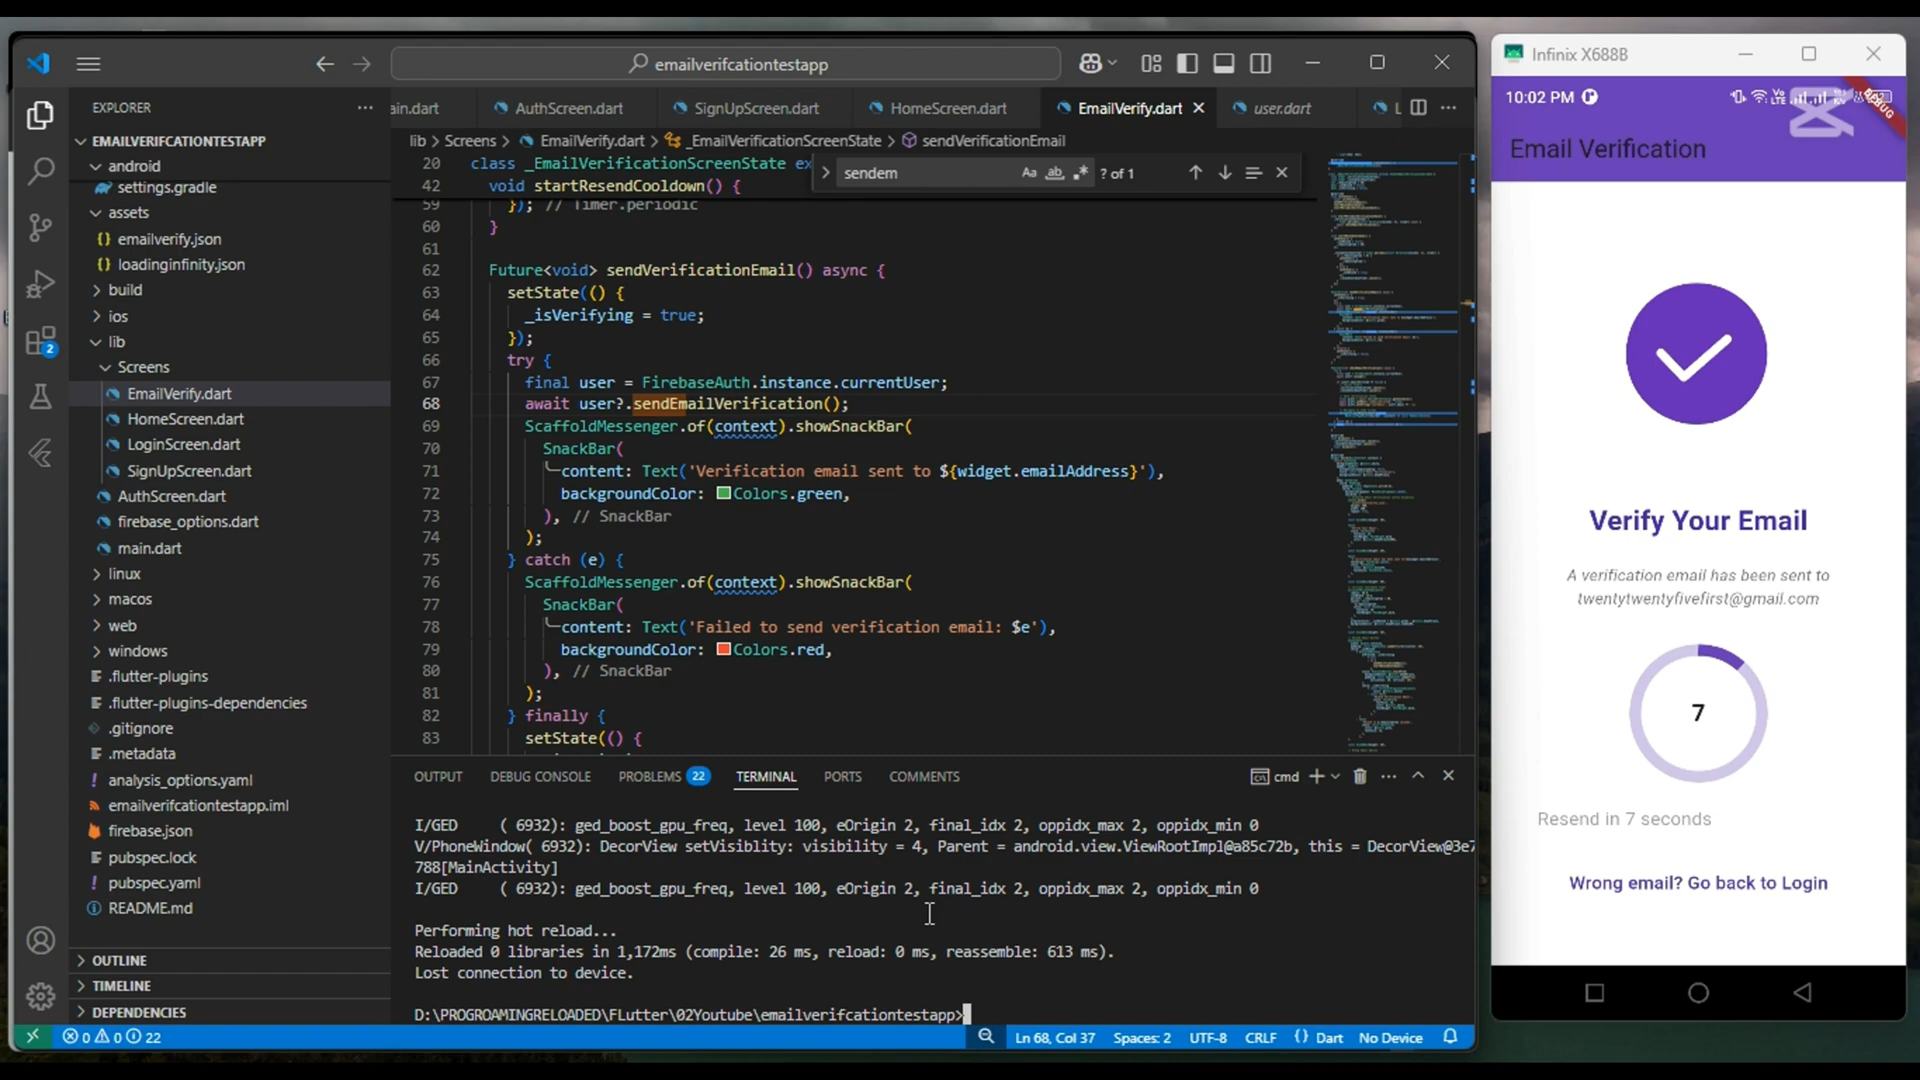 emailverifcationtestapp
EXPLORER
EMAILVERIFCATIONTESTAPP
android
settings.gradle
assets
emailverify.json
loadinginfinity.json
build
ios
lib
Screens
EmailVerify.dart
HomeScreen.dart
LoginScreen.dart
SignUpScreen.dart
AuthScreen.dart
firebase_options.dart
main.dart
linux
macos
web
windows
.flutter-plugins
.flutter-plugins-dependencies
.gitignore
.metadata
analysis_options.yaml
emailverifcationtestapp.iml
firebase.json
pubspec.lock
pubspec.yaml
README.md
OUTLINE
TIMELINE
DEPENDENCIES
2
ain.dart AuthScreen.dart SignUpScreen.dart HomeScreen.dart EmailVerify.dart user.dart L
lib > Screens > EmailVerify.dart > _EmailVerificationScreenState > sendVerificationEmail
sendem Aa ab ? of 1
20 class _EmailVerificationScreenState ex
42 void startResendCooldown() {
59 }); // Timer.periodic
60 }
61
62 Future<void> sendVerificationEmail() async {
63 setState(() {
64 _isVerifying = true;
65 });
66 try {
67 final user = FirebaseAuth.instance.currentUser;
68 await user?.sendEmailVerification();
69 ScaffoldMessenger.of(context).showSnackBar(
70 SnackBar(
71 content: Text('Verification email sent to ${widget.emailAddress}'),
72 backgroundColor: Colors.green,
73 ), // SnackBar
74 );
75 } catch (e) {
76 ScaffoldMessenger.of(context).showSnackBar(
77 SnackBar(
78 content: Text('Failed to send verification email: $e'),
79 backgroundColor: Colors.red,
80 ), // SnackBar
81 );
82 } finally {
83 setState(() {
OUTPUT DEBUG CONSOLE PROBLEMS 22 TERMINAL PORTS COMMENTS cmd
I/GED ( 6932): ged_boost_gpu_freq, level 100, eOrigin 2, final_idx 2, oppidx_max 2, oppidx_min 0
V/PhoneWindow( 6932): DecorView setVisiblity: visibility = 4, Parent = android.view.ViewRootImpl@a85c72b, this = DecorView@3e7
788[MainActivity]
I/GED ( 6932): ged_boost_gpu_freq, level 100, eOrigin 2, final_idx 2, oppidx_max 2, oppidx_min 0
Performing hot reload...
Reloaded 0 libraries in 1,172ms (compile: 26 ms, reload: 0 ms, reassemble: 613 ms).
Lost connection to device.
D:\PROGROAMINGRELOADED\FLutter\02Youtube\emailverifcationtestapp>
0 0 22 Ln 68, Col 37 Spaces: 2 UTF-8 CRLF {} Dart No Device
Infinix X688B
10:02 PM
DEBUG
Email Verification
Verify Your Email
A verification email has been sent to
twentytwentyfivefirst@gmail.com
7
Resend in 7 seconds
Wrong email? Go back to Login